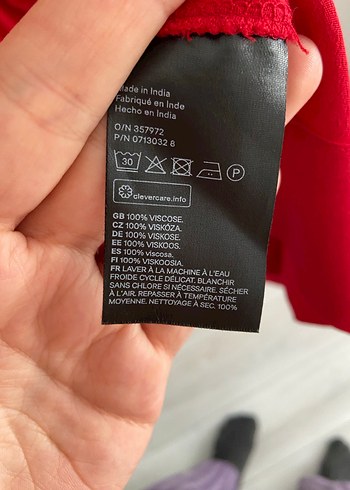 Made in India
Fabriqué en Inde
Hecho en India
O/N 357972
P/N 0713032 8
30 P
clevercare.info
GB 100% VISCOSE.
CZ 100% VISKÓZA.
DE 100% VISKOSE.
EE 100% VISKOOS.
ES 100% viscosa.
FI 100% VISKOOSIA.
FR LAVER À LA MACHINE À L'EAU
FROIDE CYCLE DÉLICAT. BLANCHIR
SANS CHLORE SI NÉCESSAIRE. SÉCHER
À L'AIR. REPASSER À TEMPÉRATURE
MOYENNE. NETTOYAGE À SEC. 100%